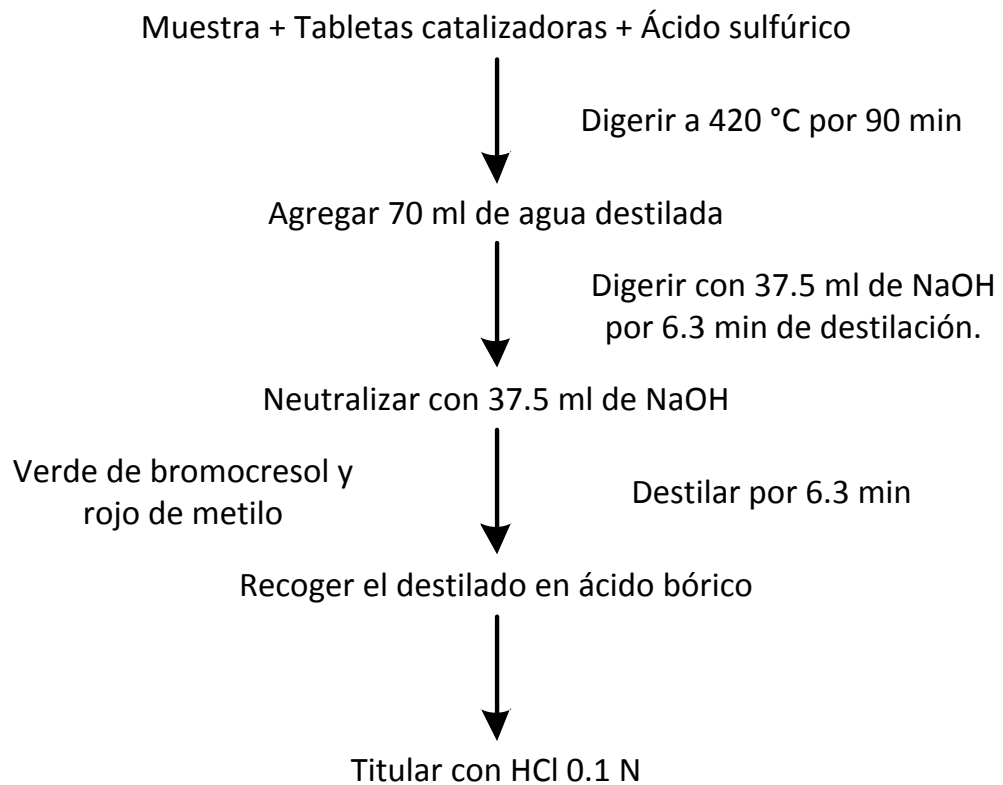 Muestra + Tabletas catalizadoras + Ácido sulfúrico
Digerir a 420 °C por 90 min
Agregar 70 ml de agua destilada
Digerir con 37.5 ml de NaOH
por 6.3 min de destilación.
Neutralizar con 37.5 ml de NaOH
Verde de bromocresol y
rojo de metilo
Destilar por 6.3 min
Recoger el destilado en ácido bórico
Titular con HCl 0.1 N